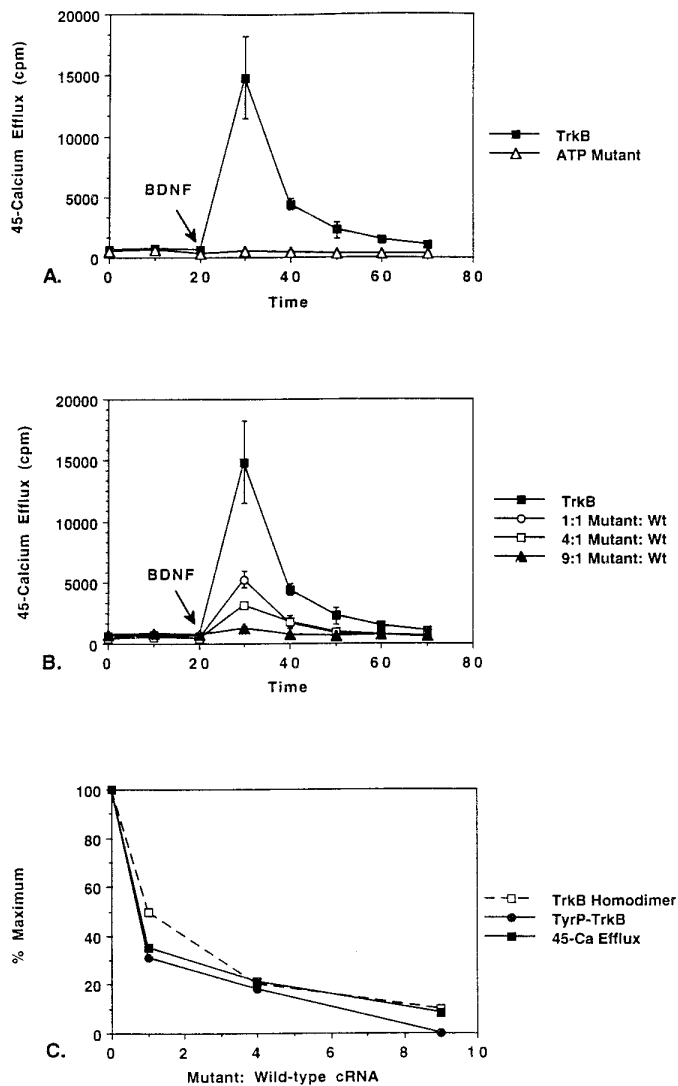 20000
15000
10000
5000
0
45-Calcium Efflux (cpm)
BDNF
TrkB
ATP Mutant
A.
0 20 40 60 80
Time
20000
15000
10000
5000
0
45-Calcium Efflux (cpm)
BDNF
TrkB
1:1 Mutant: Wt
4:1 Mutant: Wt
9:1 Mutant: Wt
B.
0 20 40 60 80
Time
100
80
60
40
20
0
% Maximum
TrkB Homodimer
TyrP-TrkB
45-Ca Efflux
C.
0 2 4 6 8 10
Mutant: Wild-type cRNA